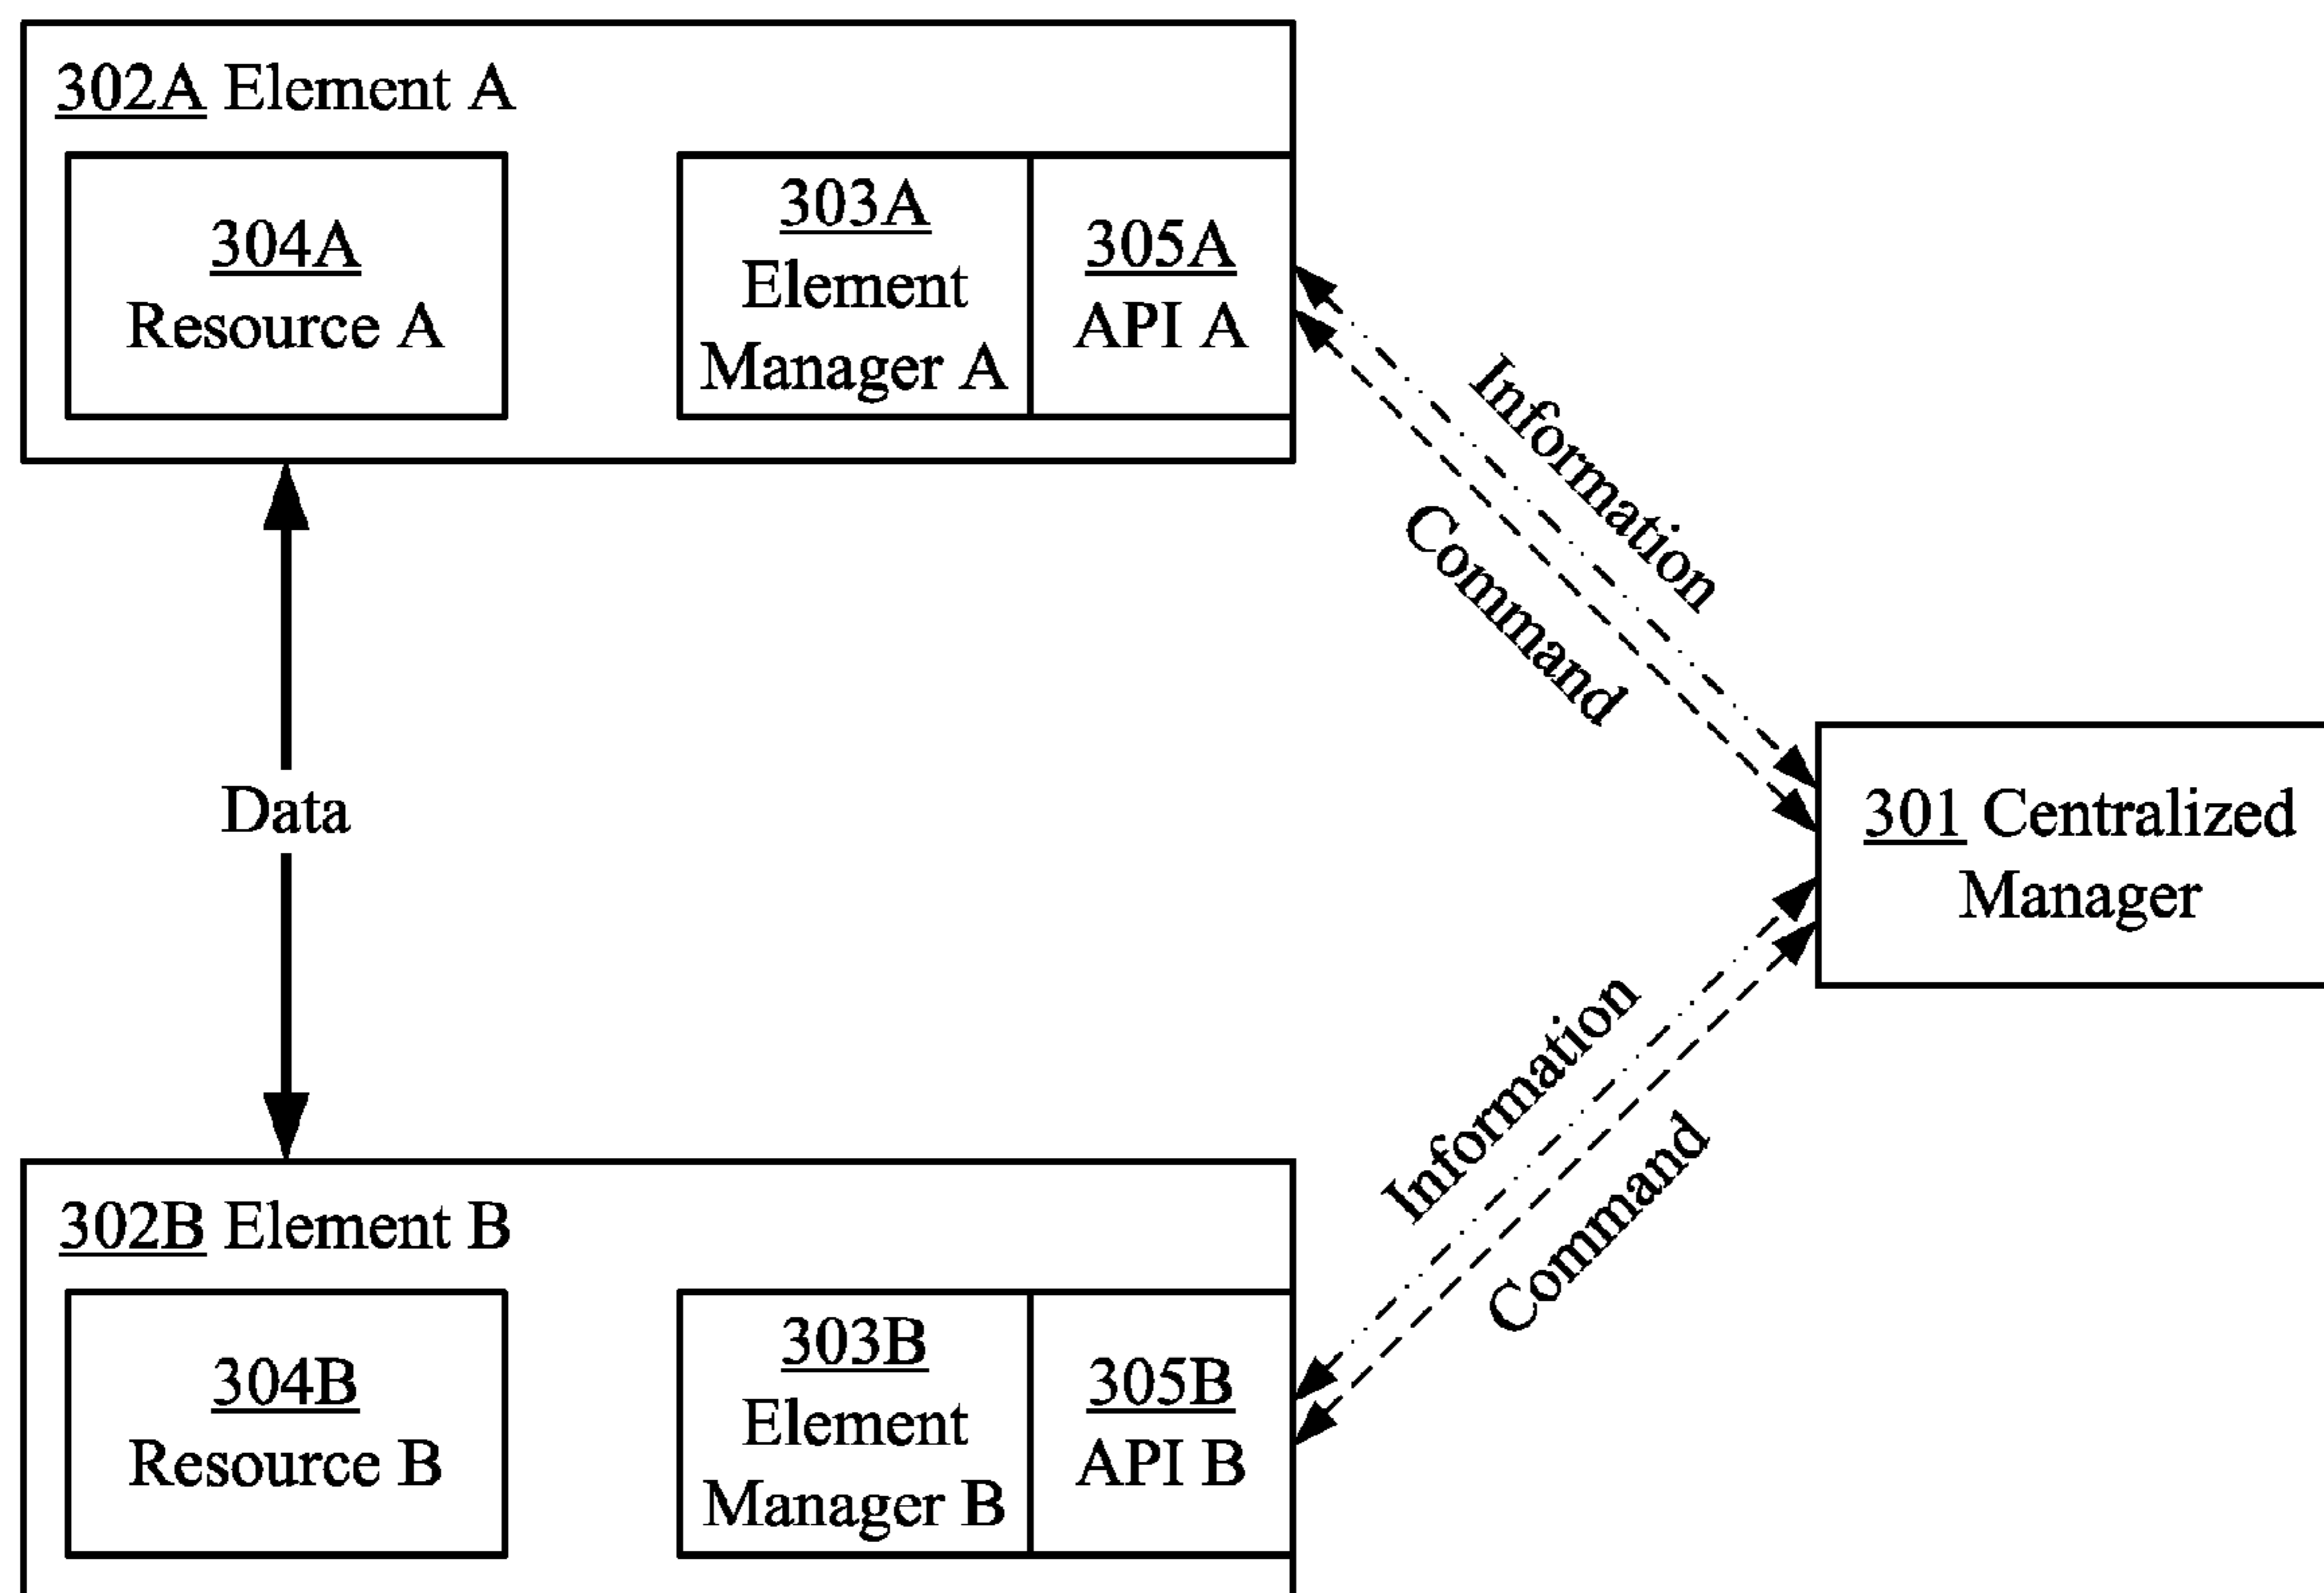 302A Element A
304A
Resource A
303A
Element
Manager A
305A
API A
Information
Command
Data
301 Centralized
Manager
Information
Command
302B Element B
304B
Resource B
303B
Element
Manager B
305B
API B